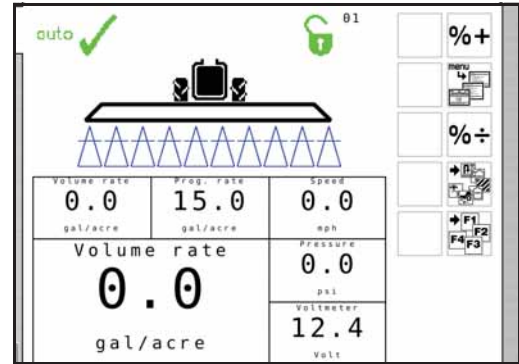 auto
01
%+
menu
%÷
F1
F2
F4 F3
Volume rate
0.0
gal/acre
Prog. rate
15.0
gal/acre
Speed
0.0
mph
Volume rate
0.0
gal/acre
Pressure
0.0
psi
Voltmeter
12.4
Volt